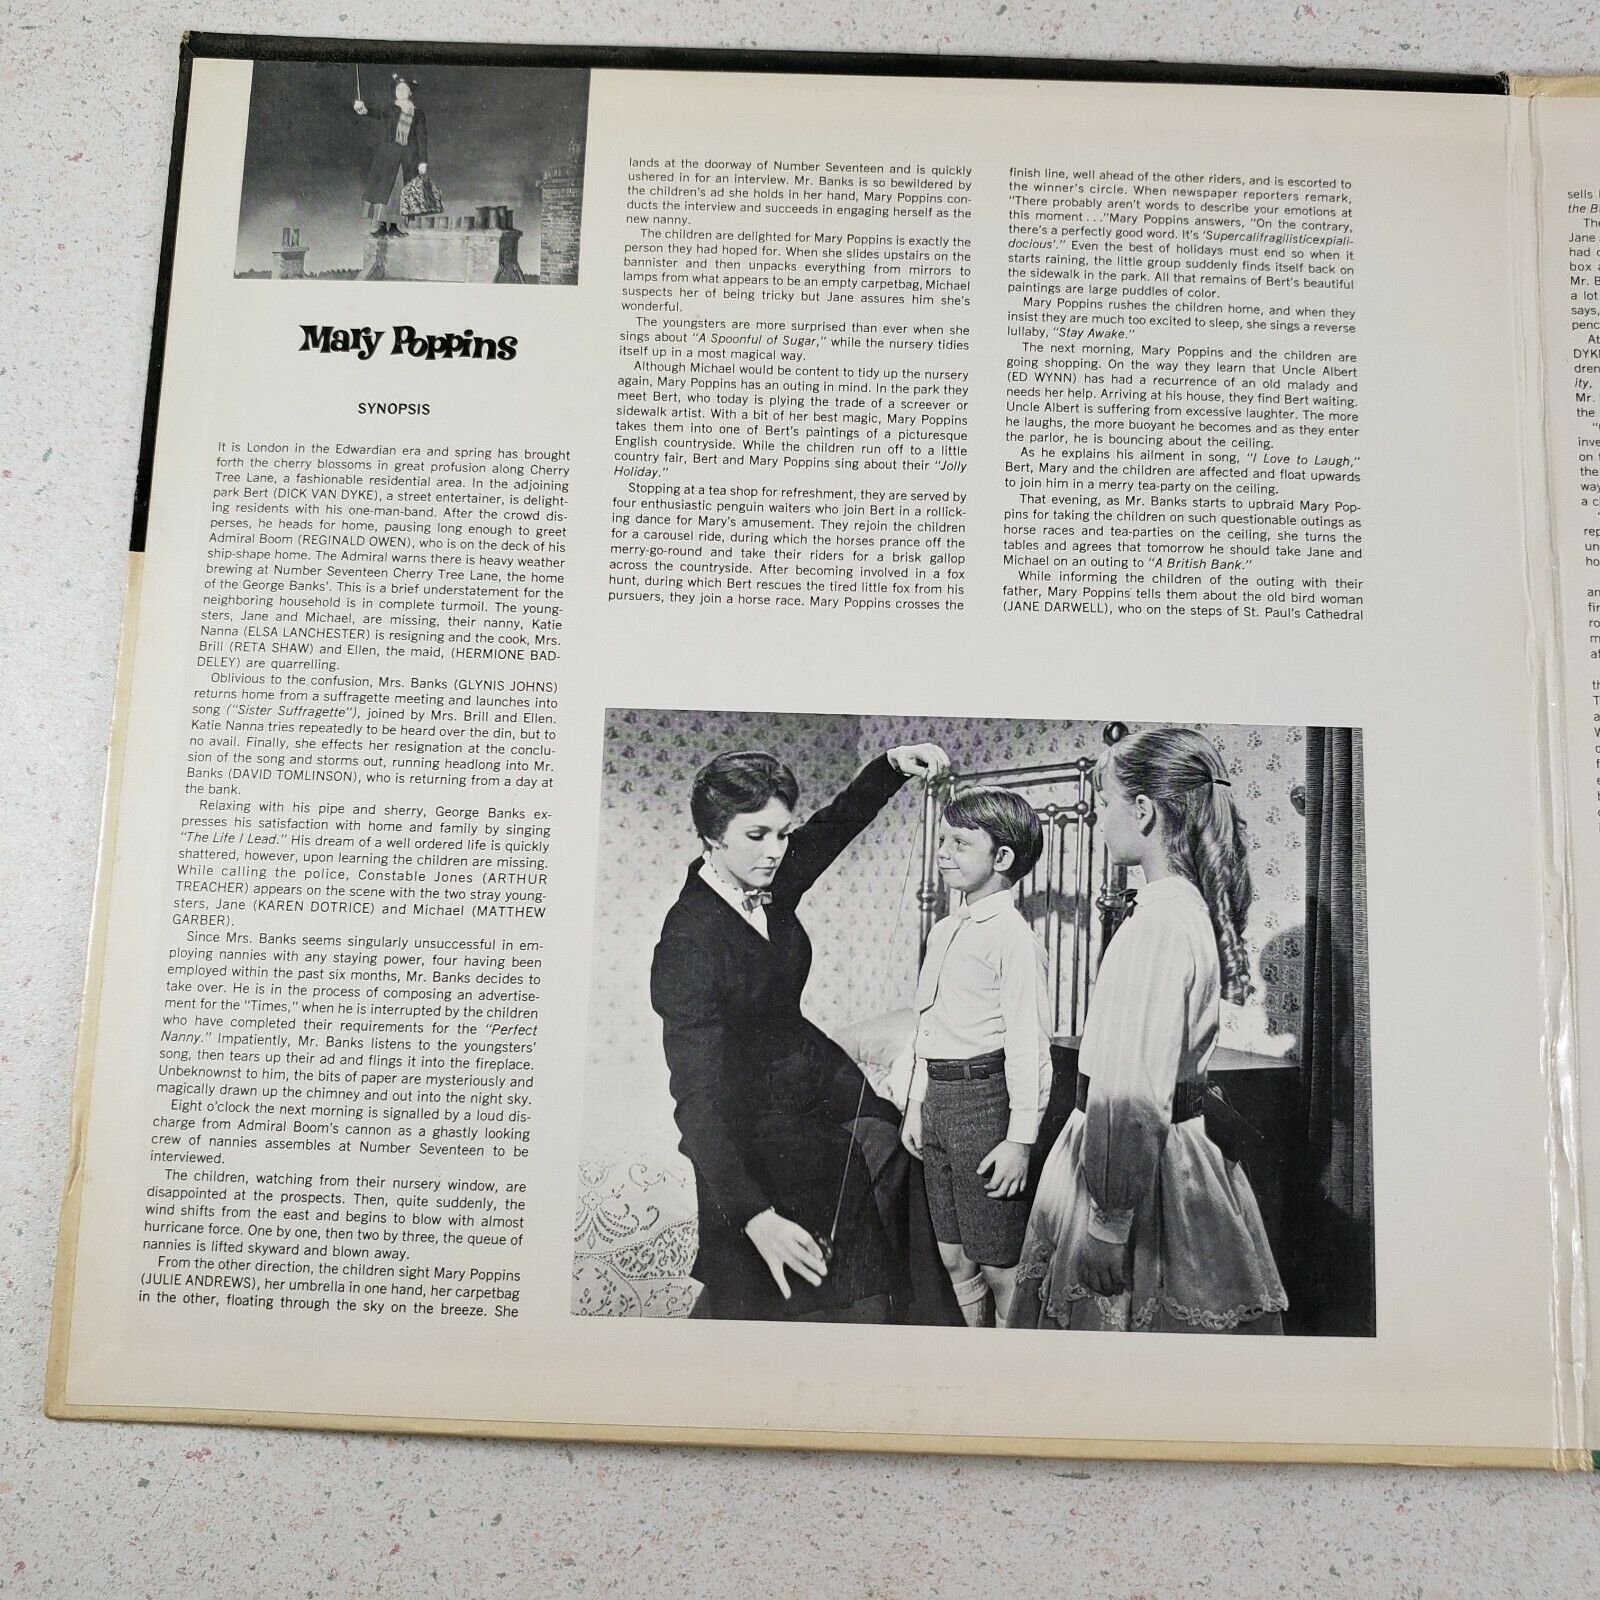 Mary Poppins
SYNOPSIS
It is London in the Edwardian era and spring has brought
forth the cherry blossoms in great profusion along Cherry
Tree Lane, a fashionable residential area. In the adjoining
park Bert (DICK VAN DYKE), a street entertainer, is delight-
ing residents with his one-man-band. After the crowd dis-
perses, he heads for home, pausing long enough to greet
Admiral Boom (REGINALD OWEN), who is on the deck of his
ship-shape home. The Admiral warns there is heavy weather
brewing at Number Seventeen Cherry Tree Lane, the home
of the George Banks'. This is a brief understatement for the
neighboring household is in complete turmoil. The young-
sters, Jane and Michael, are missing, their nanny, Katie
Nanna (ELSA LANCHESTER) is resigning and the cook, Mrs.
Brill (RETA SHAW) and Ellen, the maid, (HERMIONE BAD-
DELEY) are quarrelling.
Oblivious to the confusion, Mrs. Banks (GLYNIS JOHNS)
returns home from a suffragette meeting and launches into
song ("Sister Suffragette"), joined by Mrs. Brill and Ellen.
Katie Nanna tries repeatedly to be heard over the din, but to
no avail. Finally, she effects her resignation at the conclu-
sion of the song and storms out, running headlong into Mr.
Banks (DAVID TOMLINSON), who is returning from a day at
the bank.
Relaxing with his pipe and sherry, George Banks ex-
presses his satisfaction with home and family by singing
"The Life I Lead." His dream of a well ordered life is quickly
shattered, however, upon learning the children are missing.
While calling the police, Constable Jones (ARTHUR
TREACHER) appears on the scene with the two stray young-
sters, Jane (KAREN DOTRICE) and Michael (MATTHEW
GARBER).
Since Mrs. Banks seems singularly unsuccessful in em-
ploying nannies with any staying power, four having been
employed within the past six months, Mr. Banks decides to
take over. He is in the process of composing an advertise-
ment for the "Times," when he is interrupted by the children
who have completed their requirements for the "Perfect
Nanny." Impatiently, Mr. Banks listens to the youngsters'
song, then tears up their ad and flings it into the fireplace.
Unbeknownst to him, the bits of paper are mysteriously and
magically drawn up the chimney and out into the night sky.
Eight o'clock the next morning is signalled by a loud dis-
charge from Admiral Boom's cannon as a ghastly looking
crew of nannies assembles at Number Seventeen to be
interviewed.
The children, watching from their nursery window, are
disappointed at the prospects. Then, quite suddenly, the
wind shifts from the east and begins to blow with almost
hurricane force. One by one, then two by three, the queue of
nannies is lifted skyward and blown away.
From the other direction, the children sight Mary Poppins
(JULIE ANDREWS), her umbrella in one hand, her carpetbag
in the other, floating through the sky on the breeze. She
lands at the doorway of Number Seventeen and is quickly
ushered in for an interview. Mr. Banks is so bewildered by
the children's ad she holds in her hand, Mary Poppins con-
ducts the interview and succeeds in engaging herself as the
new nanny.
The children are delighted for Mary Poppins is exactly the
person they had hoped for. When she slides upstairs on the
bannister and then unpacks everything from mirrors to
lamps from what appears to be an empty carpetbag, Michael
suspects her of being tricky but Jane assures him she's
wonderful.
The youngsters are more surprised than ever when she
sings about "A Spoonful of Sugar," while the nursery tidies
itself up in a most magical way.
Although Michael would be content to tidy up the nursery
again, Mary Poppins has an outing in mind. In the park they
meet Bert, who today is plying the trade of a screever or
sidewalk artist. With a bit of her best magic, Mary Poppins
takes them into one of Bert's paintings of a picturesque
English countryside. While the children run off to a little
country fair, Bert and Mary Poppins sing about their "Jolly
Holiday."
Stopping at a tea shop for refreshment, they are served by
four enthusiastic penguin waiters who join Bert in a rollick-
ing dance for Mary's amusement. They rejoin the children
for a carousel ride, during which the horses prance off the
merry-go-round and take their riders for a brisk gallop
across the countryside. After becoming involved in a fox
hunt, during which Bert rescues the tired little fox from his
pursuers, they join a horse race. Mary Poppins crosses the
finish line, well ahead of the other riders, and is escorted to
the winner's circle. When newspaper reporters remark,
"There probably aren't words to describe your emotions at
this moment . . ."Mary Poppins answers, "On the contrary,
there's a perfectly good word. It's 'Supercalifragilisticexpiali-
docious'." Even the best of holidays must end so when it
starts raining, the little group suddenly finds itself back on
the sidewalk in the park. All that remains of Bert's beautiful
paintings are large puddles of color.
Mary Poppins rushes the children home, and when they
insist they are much too excited to sleep, she sings a reverse
lullaby, "Stay Awake."
The next morning, Mary Poppins and the children are
going shopping. On the way they learn that Uncle Albert
(ED WYNN) has had a recurrence of an old malady and
needs her help. Arriving at his house, they find Bert waiting.
Uncle Albert is suffering from excessive laughter. The more
he laughs, the more buoyant he becomes and as they enter
the parlor, he is bouncing about the ceiling.
As he explains his ailment in song, "I Love to Laugh,"
Bert, Mary and the children are affected and float upwards
to join him in a merry tea-party on the ceiling.
That evening, as Mr. Banks starts to upbraid Mary Pop-
pins for taking the children on such questionable outings as
horse races and tea-parties on the ceiling, she turns the
tables and agrees that tomorrow he should take Jane and
Michael on an outing to "A British Bank."
While informing the children of the outing with their
father, Mary Poppins tells them about the old bird woman
(JANE DARWELL), who on the steps of St. Paul's Cathedral
sells
the B
The
Jane
had
box a
Mr. B
a lot
says,
penc
At
DYK
dren
ity,
Mr.
the
inve
on
the
way
a c
rep
un
ho
an
fir
ro
m
af
th
T
a
W